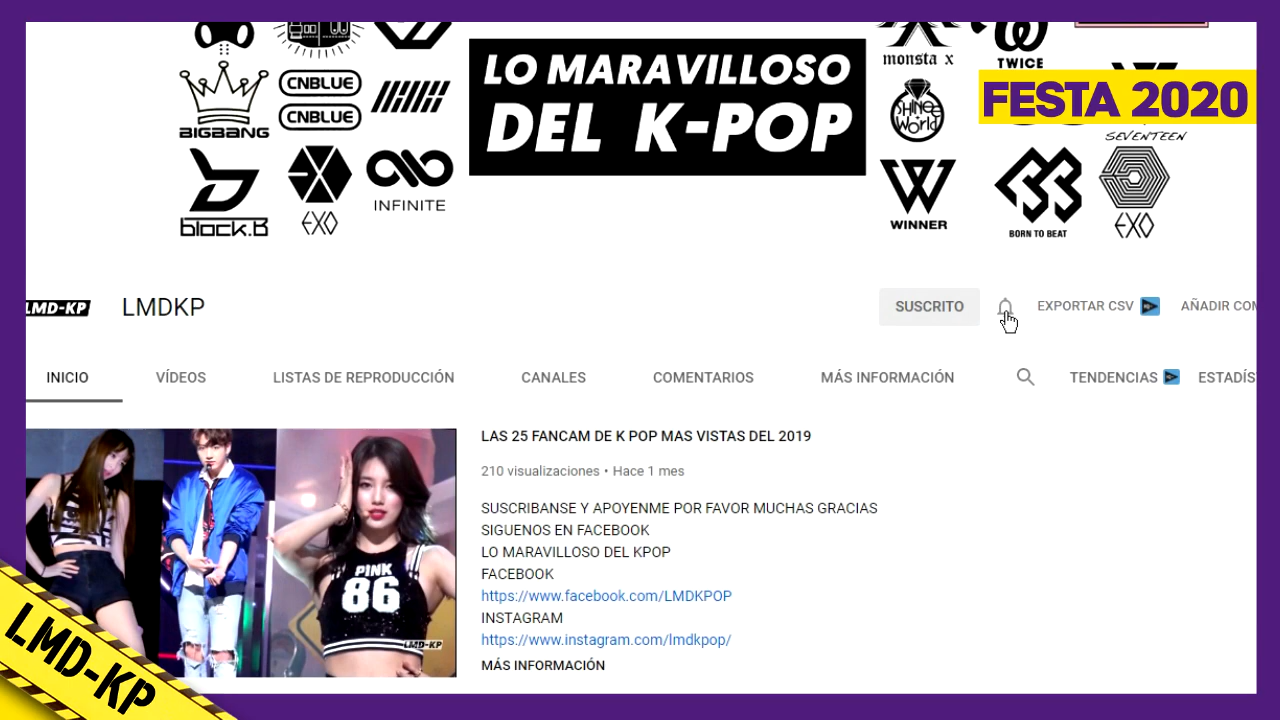 LO MARAVILLOSO
DEL K-POP
monsta x
TWICE
FESTA 2020
BIGBANG
CNBLUE
CNBLUE
SHINee
World
SEVENTEEN
block.B
EXO
INFINITE
WINNER
BORN TO BEAT
EXO
LMD-KP
LMDKP
SUSCRITO
EXPORTAR CSV
AÑADIR COM
INICIO
VÍDEOS
LISTAS DE REPRODUCCIÓN
CANALES
COMENTARIOS
MÁS INFORMACIÓN
TENDENCIAS
ESTADÍS
LAS 25 FANCAM DE K POP MAS VISTAS DEL 2019
210 visualizaciones • Hace 1 mes
SUSCRIBANSE Y APOYENME POR FAVOR MUCHAS GRACIAS
SIGUENOS EN FACEBOOK
LO MARAVILLOSO DEL KPOP
FACEBOOK
https://www.facebook.com/LMDKPOP
INSTAGRAM
https://www.instagram.com/lmdkpop/
MÁS INFORMACIÓN
PINK
86
LMD-KP
LMD-KP